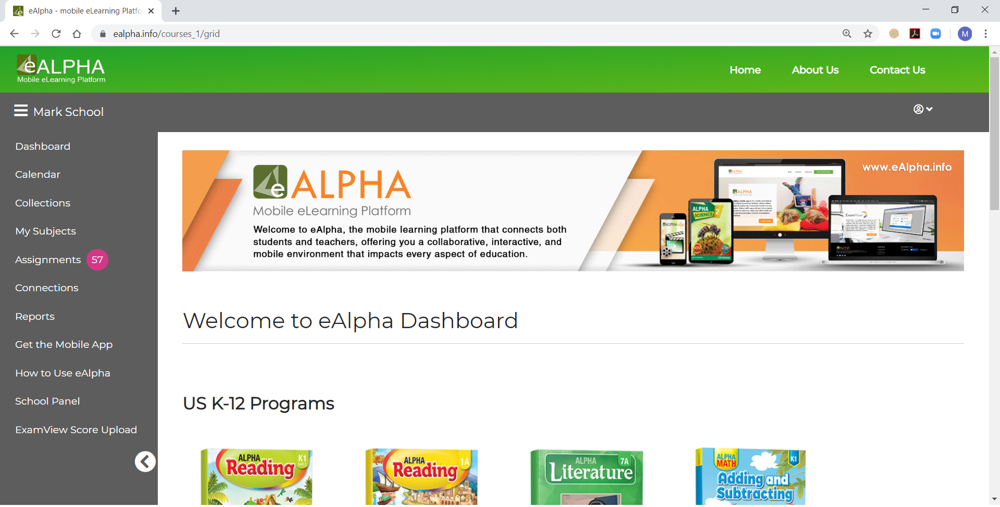 eAlpha - mobile eLearning Platfo
ealpha.info/courses_1/grid
M
eALPHA
Mobile eLearning Platform
Home
About Us
Contact Us
Mark School
Dashboard
Calendar
Collections
My Subjects
Assignments 57
Connections
Reports
Get the Mobile App
How to Use eAlpha
School Panel
ExamView Score Upload
eALPHA
Mobile eLearning Platform
Welcome to eAlpha, the mobile learning platform that connects both
students and teachers, offering you a collaborative, interactive, and
mobile environment that impacts every aspect of education.
www.eAlpha.info
ALPHA
ALPHA
SCIENCE 2
ExamView
Welcome to eAlpha Dashboard
US K-12 Programs
ALPHA
Reading
K1
ALPHA
Reading
1A
ALPHA
Literature
7A
ALPHA
MATH
K1
Adding and
Subtracting